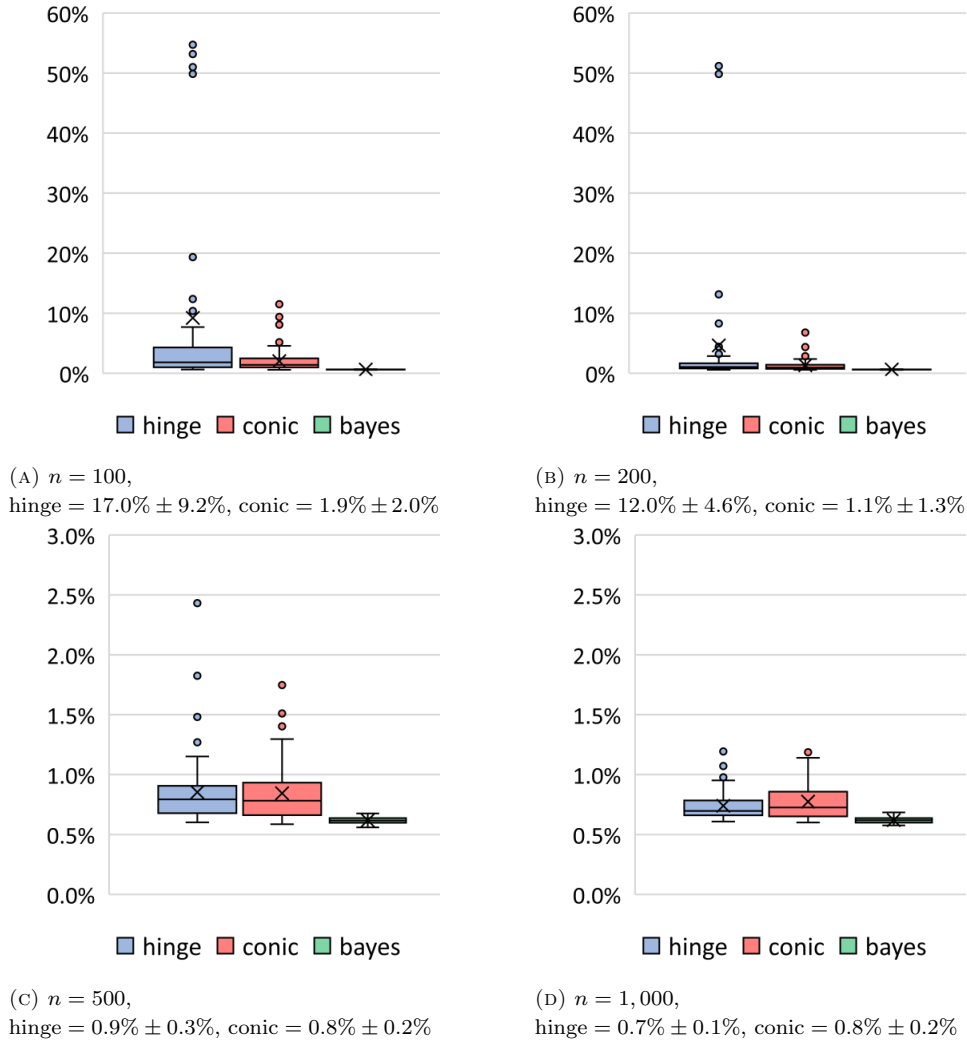 60%
50%
40%
30%
20%
10%
0%
hinge conic bayes
(A) n = 100,
hinge = 17.0% ± 9.2%, conic = 1.9% ± 2.0%
60%
50%
40%
30%
20%
10%
0%
hinge conic bayes
(B) n = 200,
hinge = 12.0% ± 4.6%, conic = 1.1% ± 1.3%
3.0%
2.5%
2.0%
1.5%
1.0%
0.5%
0.0%
hinge conic bayes
(C) n = 500,
hinge = 0.9% ± 0.3%, conic = 0.8% ± 0.2%
3.0%
2.5%
2.0%
1.5%
1.0%
0.5%
0.0%
hinge conic bayes
(D) n = 1, 000,
hinge = 0.7% ± 0.1%, conic = 0.8% ± 0.2%